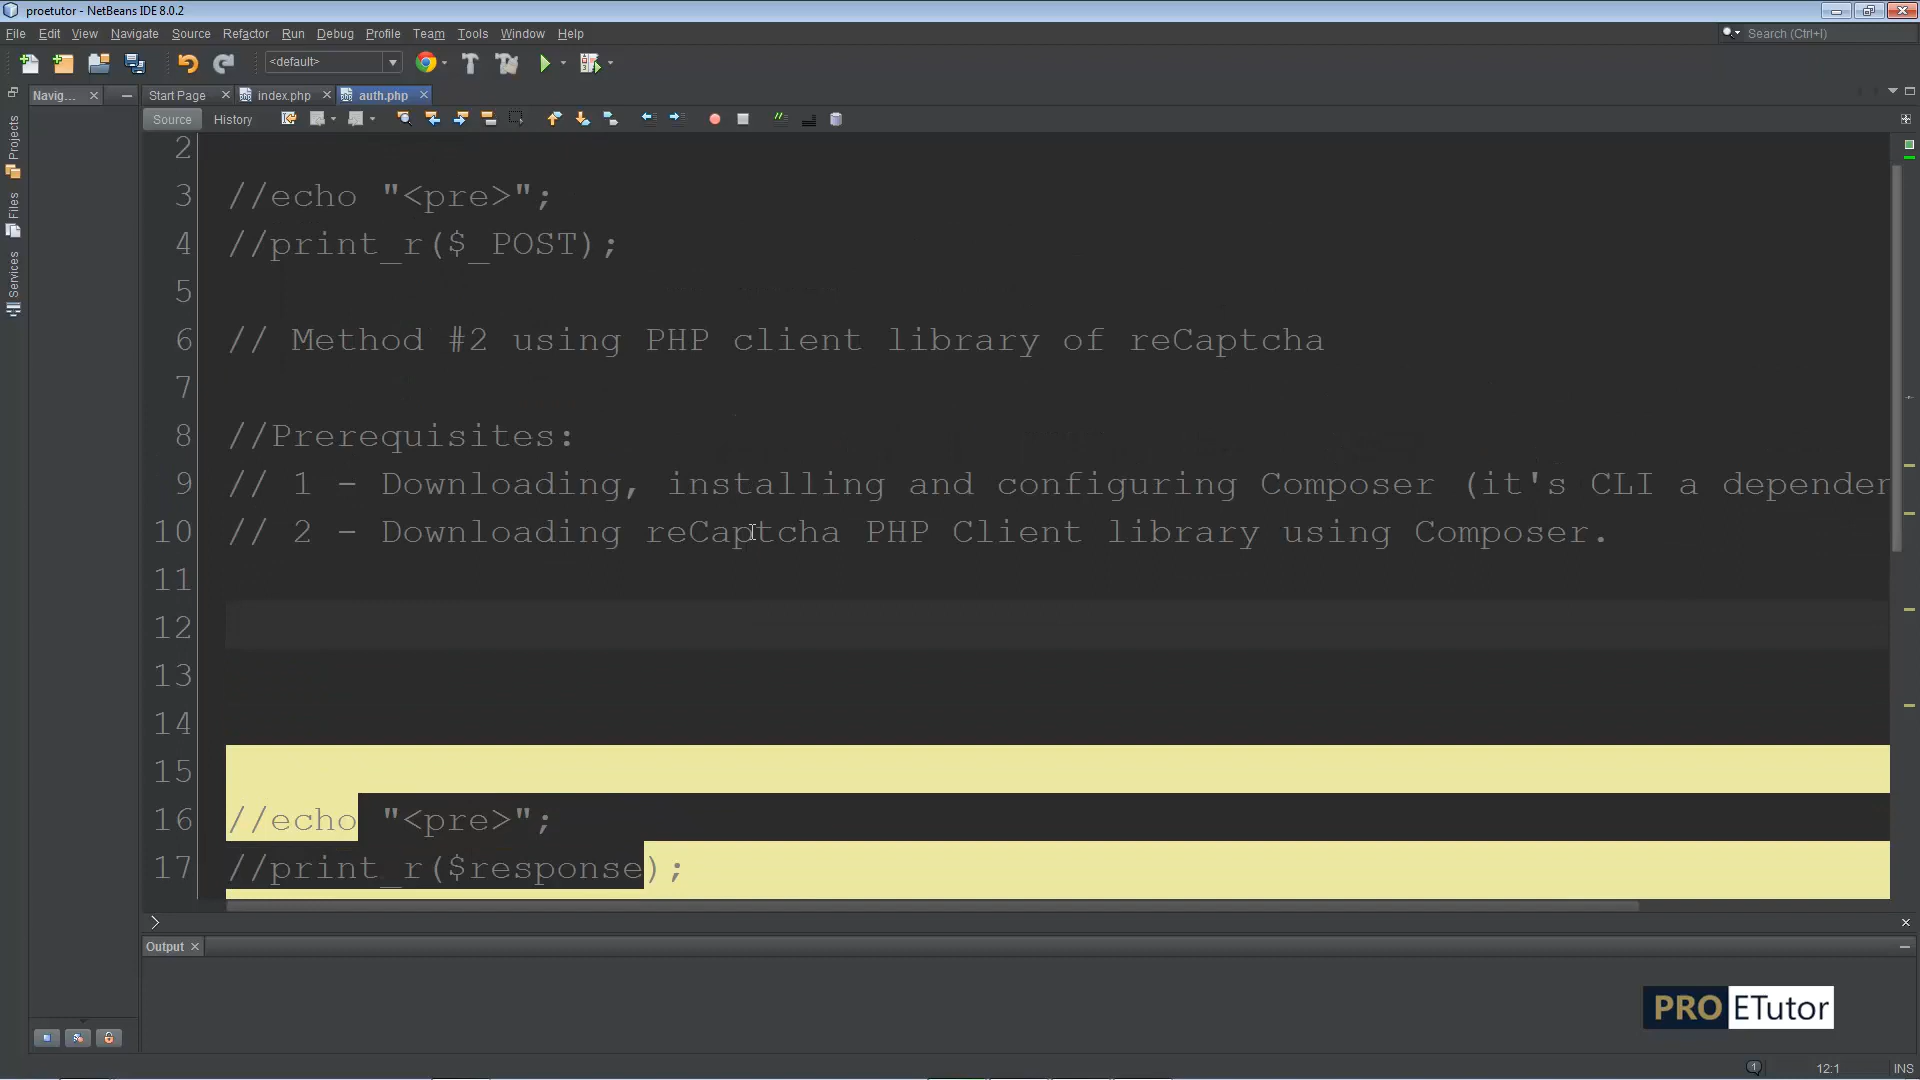 proetutor - NetBeans IDE 8.0.2
File Edit View Navigate Source Refactor Run Debug Profile Team Tools Window Help
Search (Ctrl+I)
<default>
Navig...
Start Page
index.php
auth.php
Source
History
Projects
Files
Services
2
3 //echo "<pre>";
4 //print_r($_POST);
5
6 // Method #2 using PHP client library of reCaptcha
7
8 //Prerequisites:
9 // 1 - Downloading, installing and configuring Composer (it's CLI a depender
10 // 2 - Downloading reCaptcha PHP Client library using Composer.
11
12
13
14
15
16 //echo "<pre>";
17 //print_r($response);
Output
PRO ETutor
1
12:1
INS